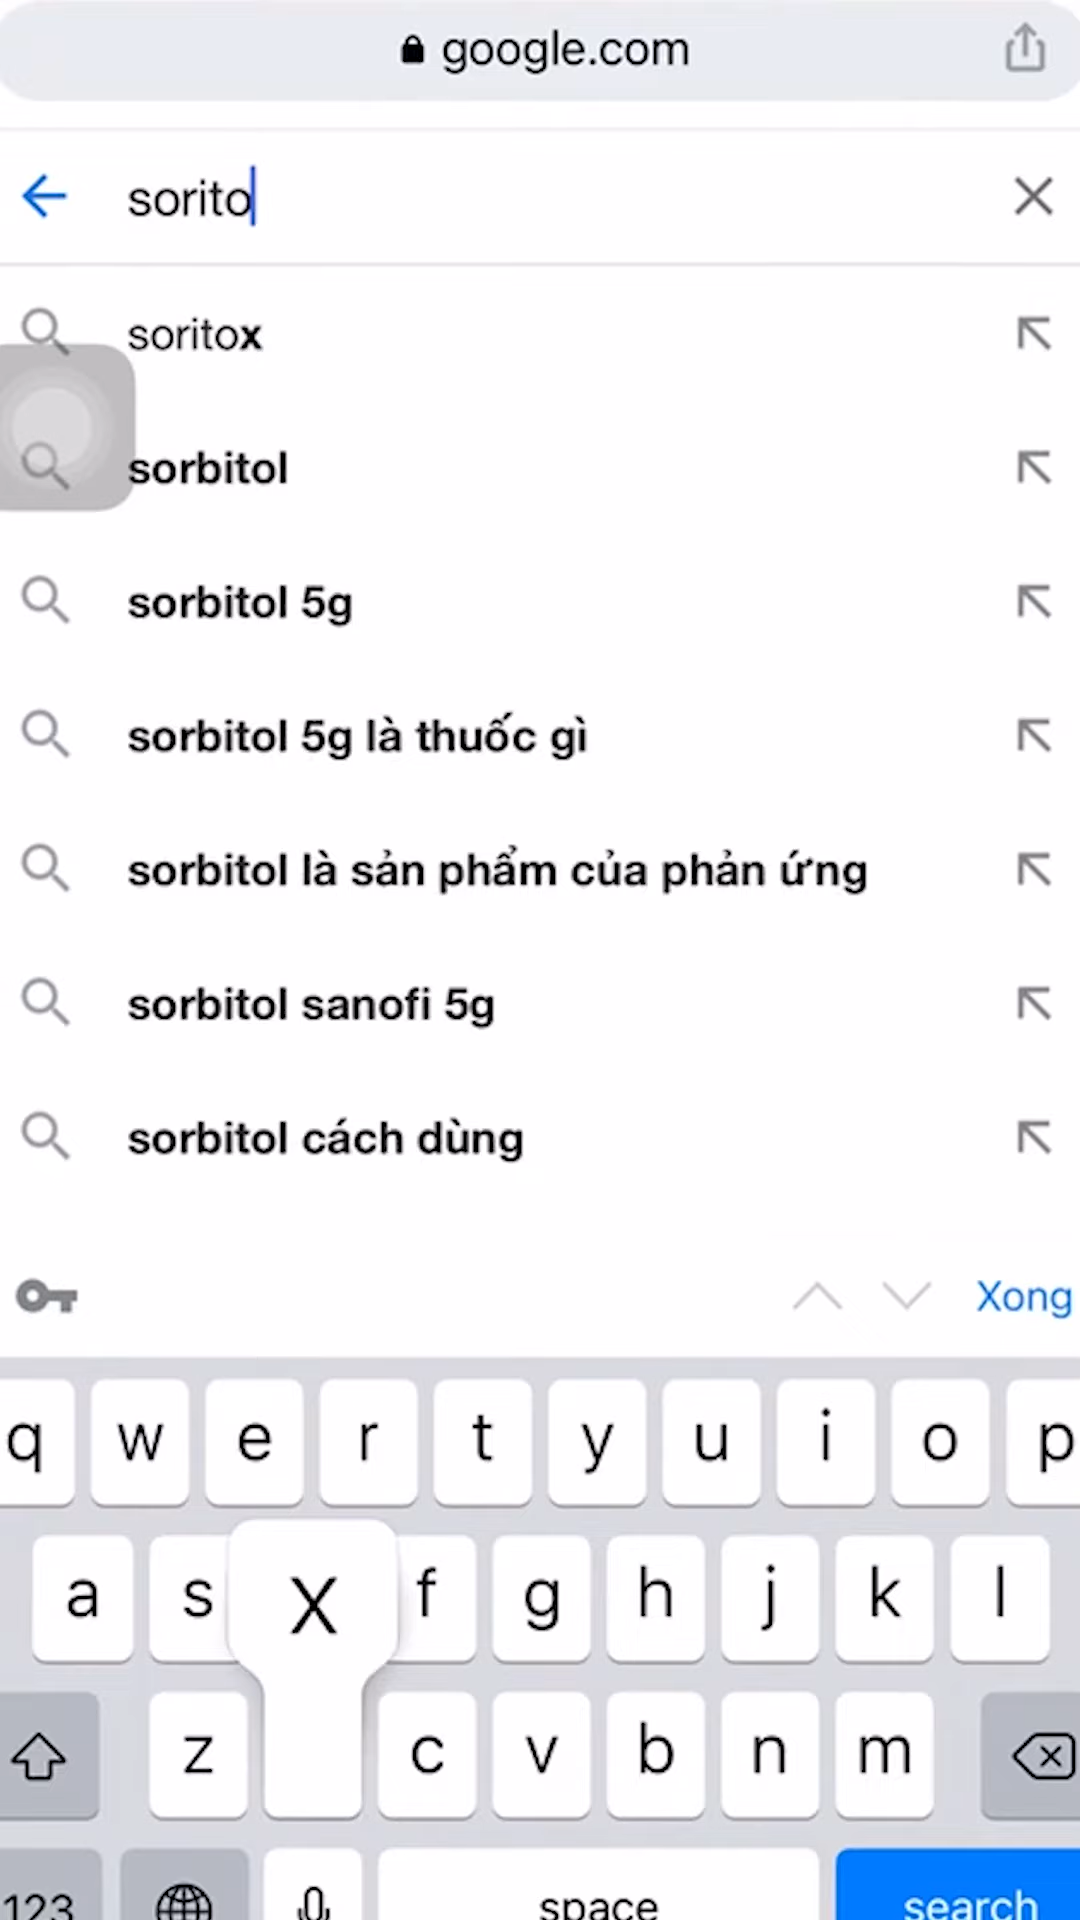 google.com
sorito
soritox
sorbitol
sorbitol 5g
sorbitol 5g là thuốc gì
sorbitol là sản phẩm của phản ứng
sorbitol sanofi 5g
sorbitol cách dùng
Xong
q w e r t y u i o p
a s X f g h j k l
z c v b n m
123 space search